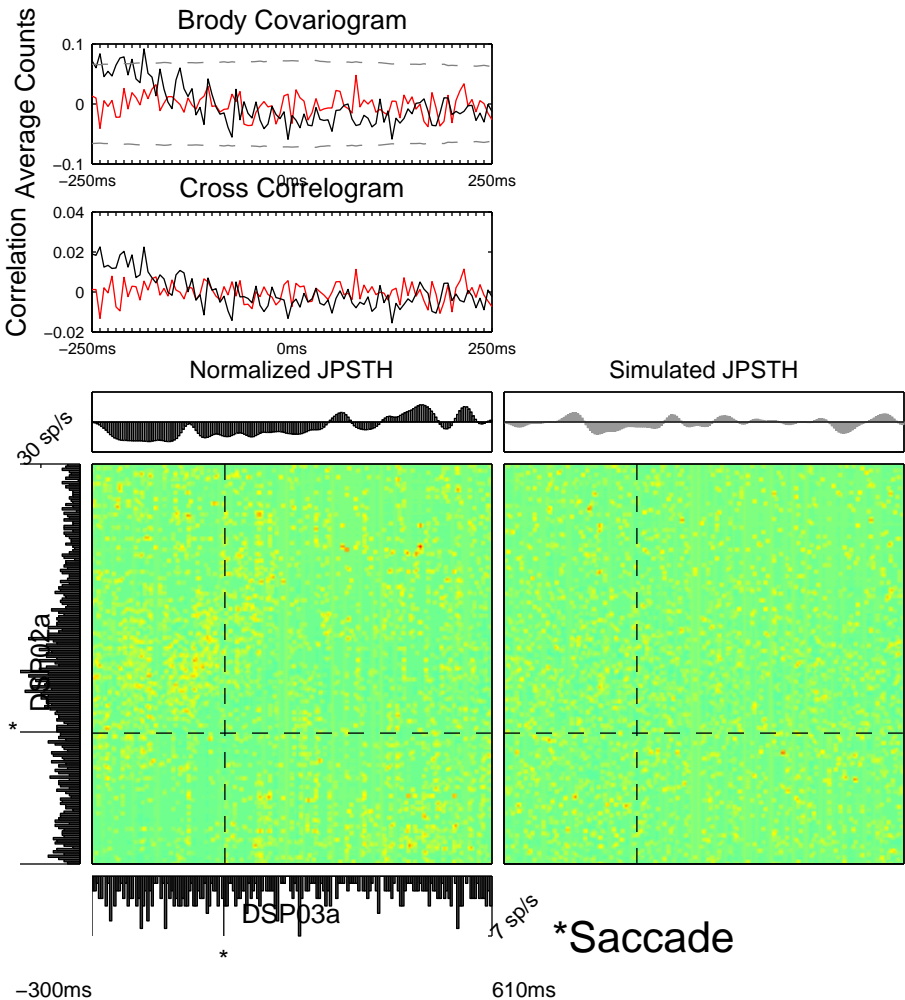 Brody Covariogram
Average Counts
0.1
0
−0.1
−250ms
0ms
250ms
Cross Correlogram
Correlation
0.04
0.02
0
−0.02
−250ms
0ms
250ms
Normalized JPSTH
Simulated JPSTH
30 sp/s
DSP02a
*
DSP03a
7 sp/s
*
*Saccade
−300ms
610ms